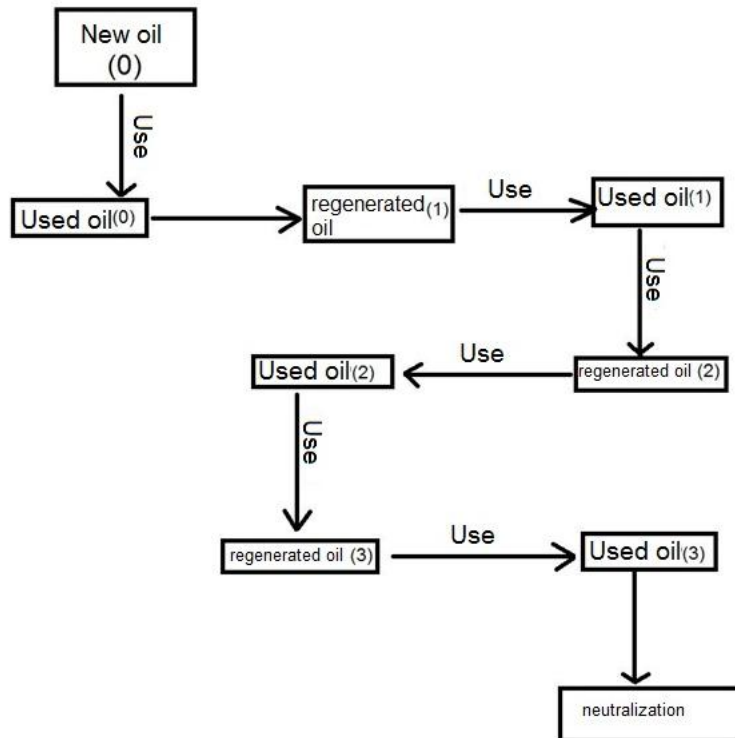 New oil
(0)
Use
Used oil(0)
regenerated(1)
oil
Use
Used oil(1)
Use
regenerated oil (2)
Use
Used oil(2)
Use
regenerated oil (3)
Use
Used oil(3)
neutralization